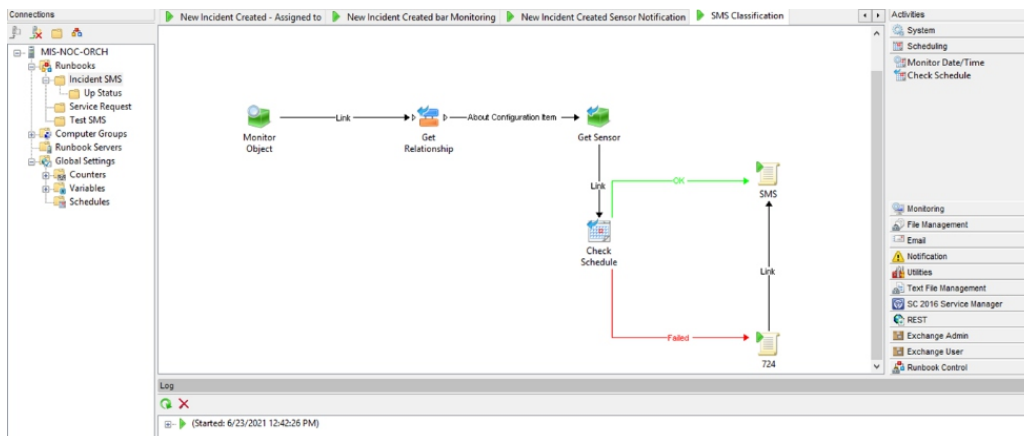 Connections
MIS-NOC-ORCH
Runbooks
Incident SMS
Up Status
Service Request
Test SMS
Computer Groups
Runbook Servers
Global Settings
Counters
Variables
Schedules
New Incident Created - Assigned to
New Incident Created bar Monitoring
New Incident Created Sensor Notification
SMS Classification
Monitor
Object
Link
Get
Relationship
About Configuration Item
Get Sensor
Link
Check
Schedule
OK
SMS
Link
Failed
724
Activities
System
Scheduling
Monitor Date/Time
Check Schedule
Monitoring
File Management
Email
Notification
Utilities
Text File Management
SC 2016 Service Manager
REST
Exchange Admin
Exchange User
Runbook Control
Log
(Started: 6/23/2021 12:42:26 PM)